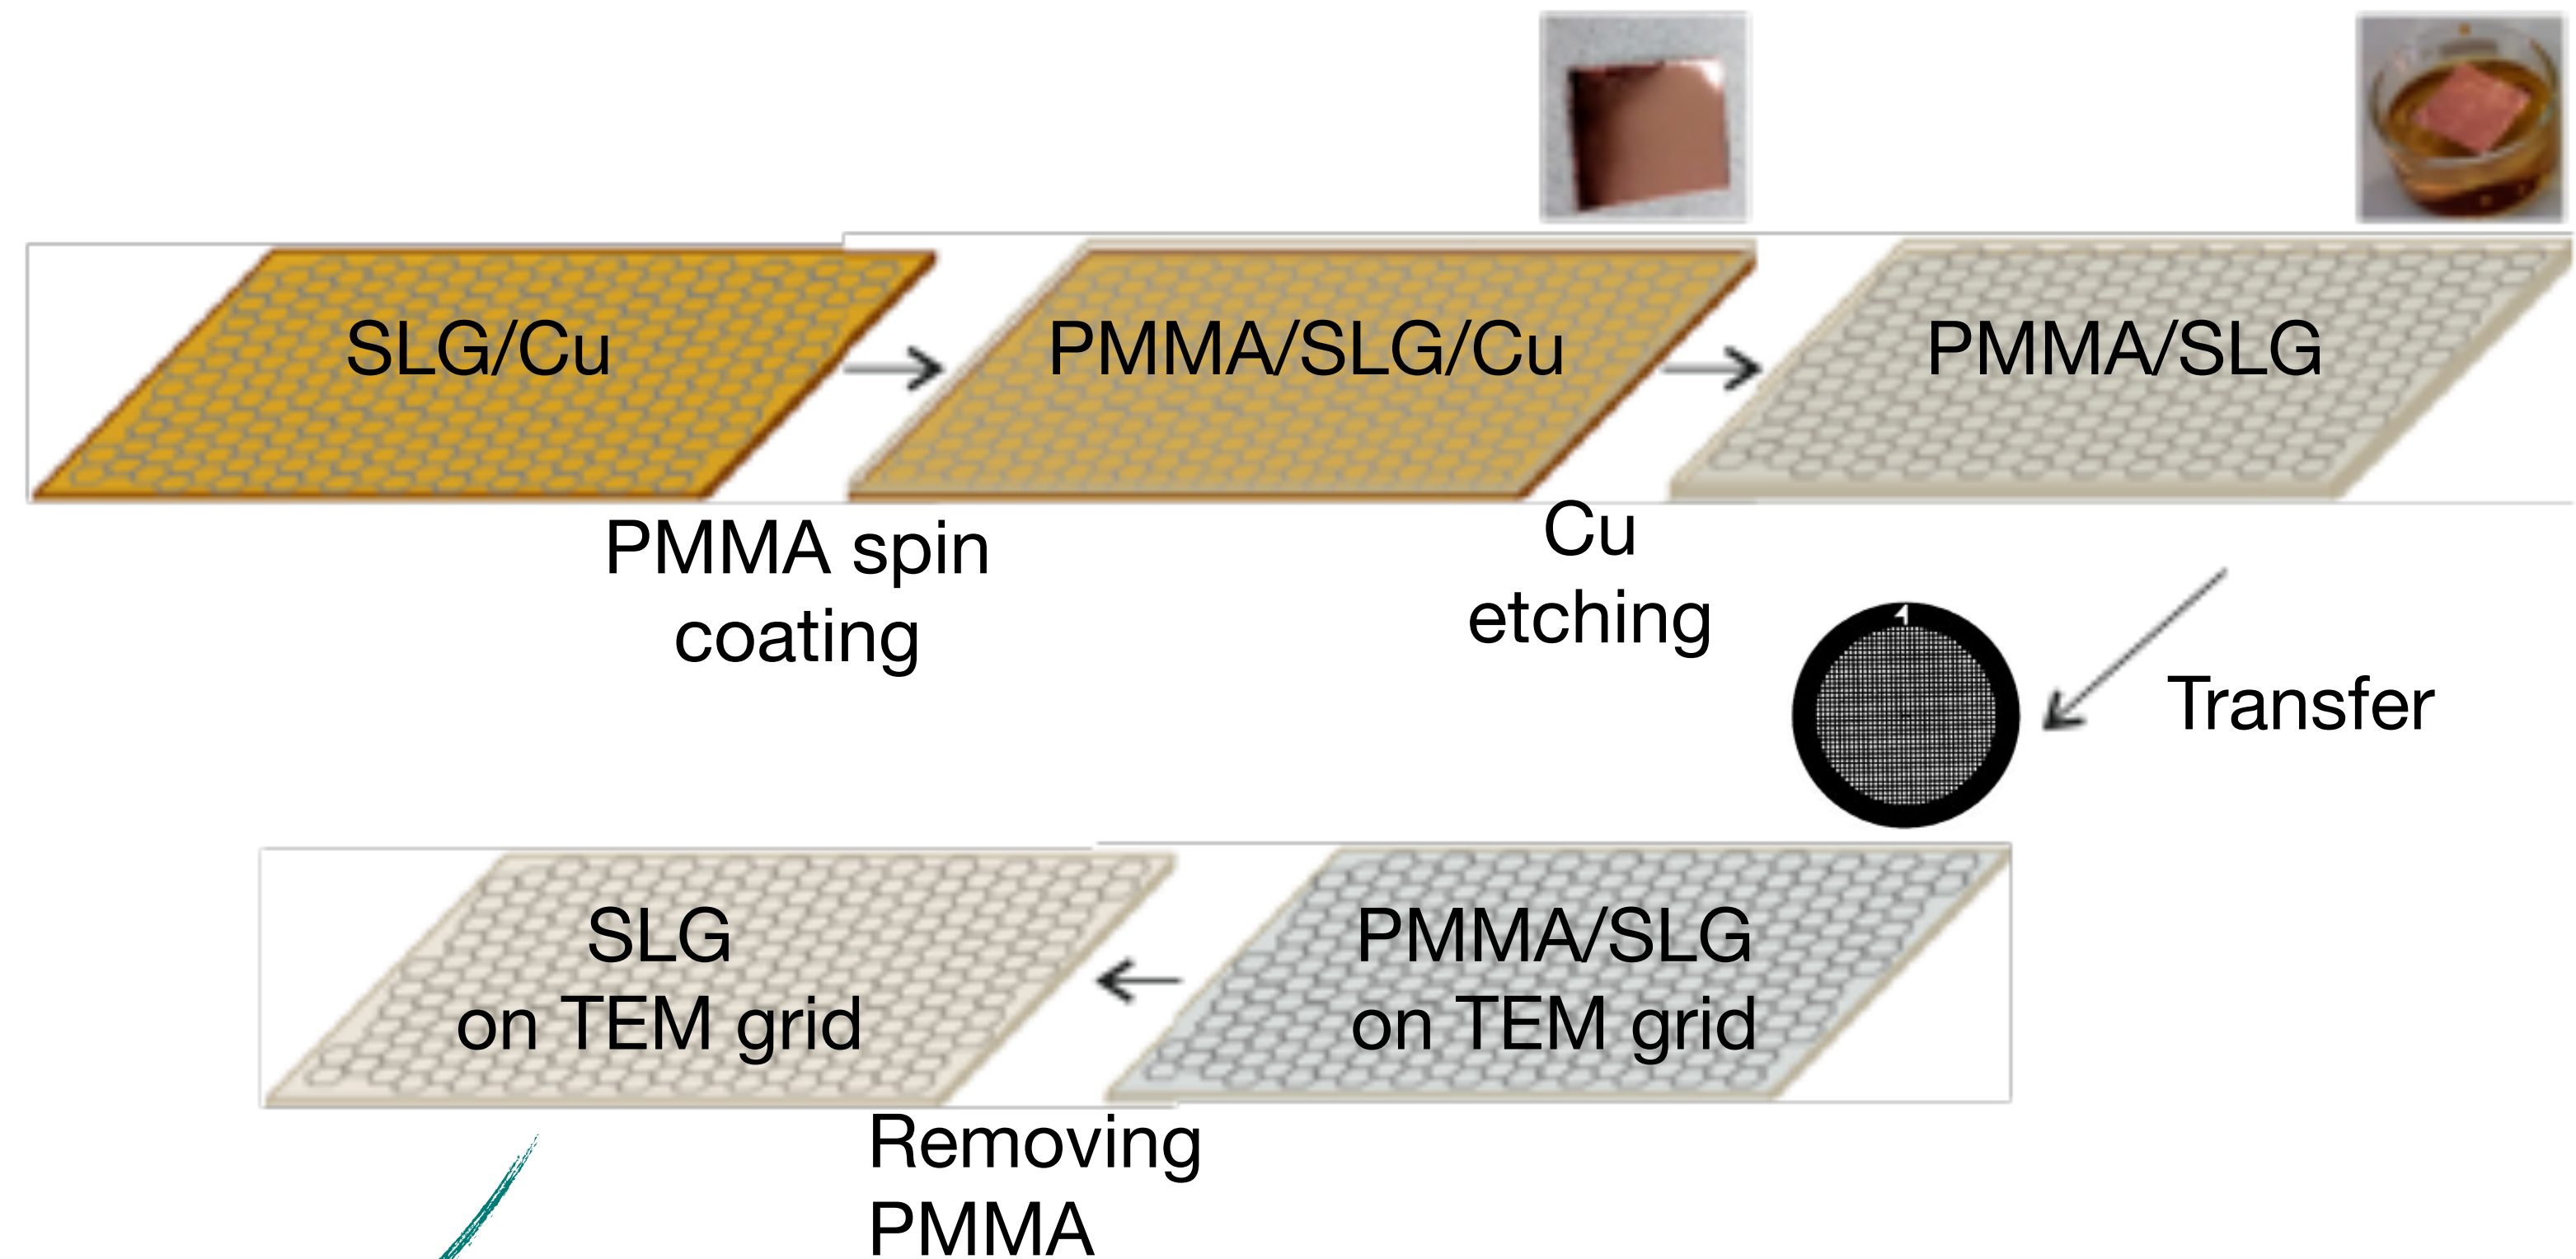 SLG/Cu
PMMA/SLG/Cu
PMMA/SLG
PMMA spin
coating
Cu
etching
Transfer
PMMA/SLG
on TEM grid
SLG
on TEM grid
Removing
PMMA